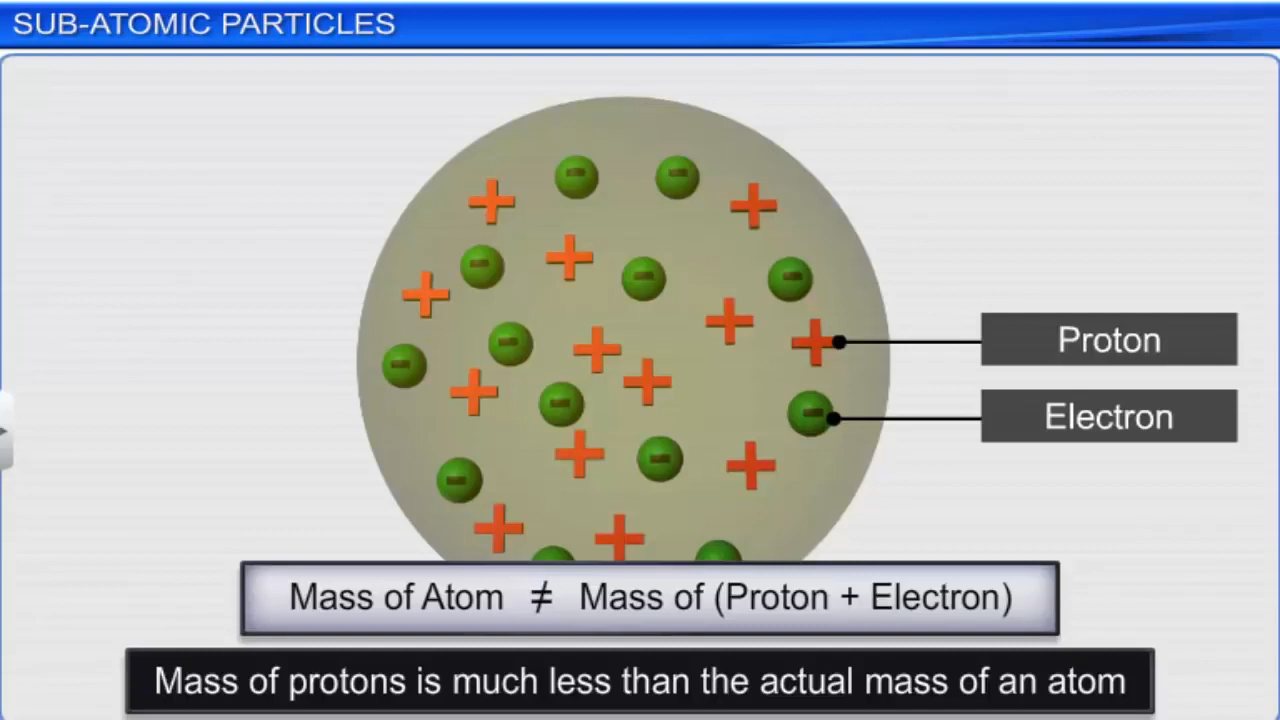 SUB-ATOMIC PARTICLES
Proton
Electron
Mass of Atom ≠ Mass of (Proton + Electron)
Mass of protons is much less than the actual mass of an atom